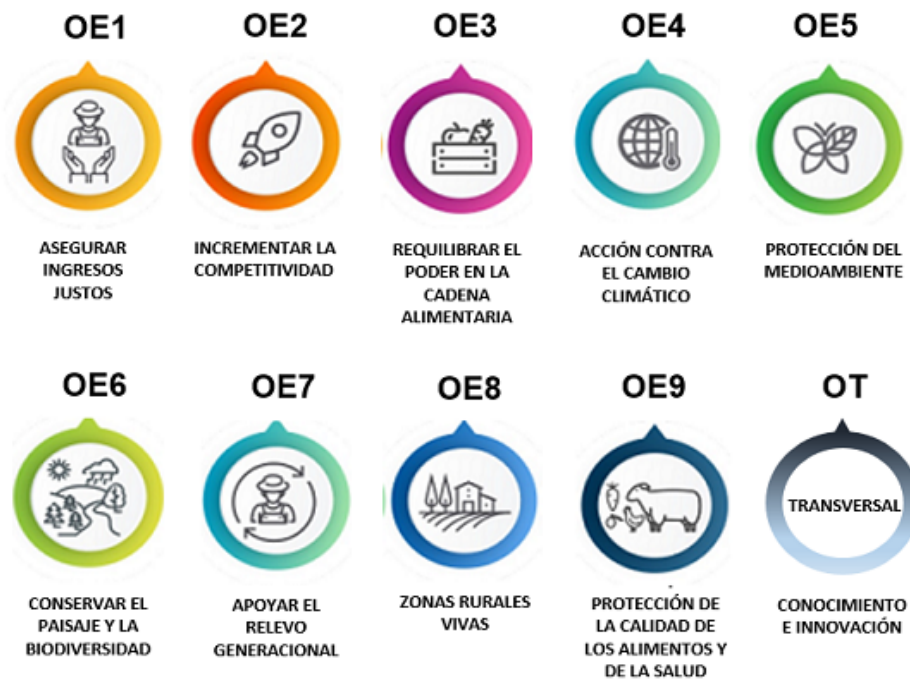 OE1
OE2
OE3
OE4
OE5
ASEGURAR
INGRESOS
JUSTOS
INCREMENTAR LA
COMPETITIVIDAD
REQUILIBRAR EL
PODER EN LA
CADENA
ALIMENTARIA
ACCIÓN CONTRA
EL CAMBIO
CLIMÁTICO
PROTECCIÓN DEL
MEDIOAMBIENTE
OE6
OE7
OE8
OE9
OT
TRANSVERSAL
CONSERVAR EL
PAISAJE Y LA
BIODIVERSIDAD
APOYAR EL
RELEVO
GENERACIONAL
ZONAS RURALES
VIVAS
PROTECCIÓN DE
LA CALIDAD DE
LOS ALIMENTOS Y
DE LA SALUD
CONOCIMIENTO
E INNOVACIÓN